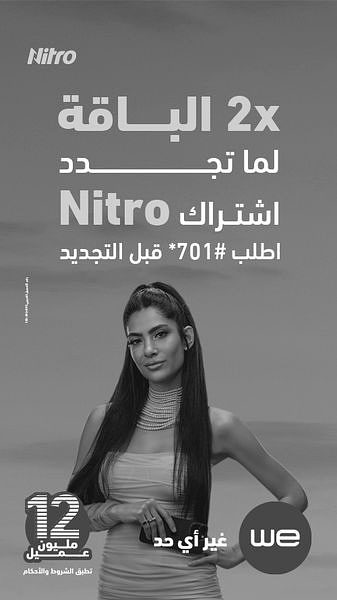 Nitro
2x الباقة
لما تجدد
اشتراك Nitro
اطلب #701* قبل التجديد
12
مليون
عميل
تطبق الشروط والأحكام
غير أي حد
we